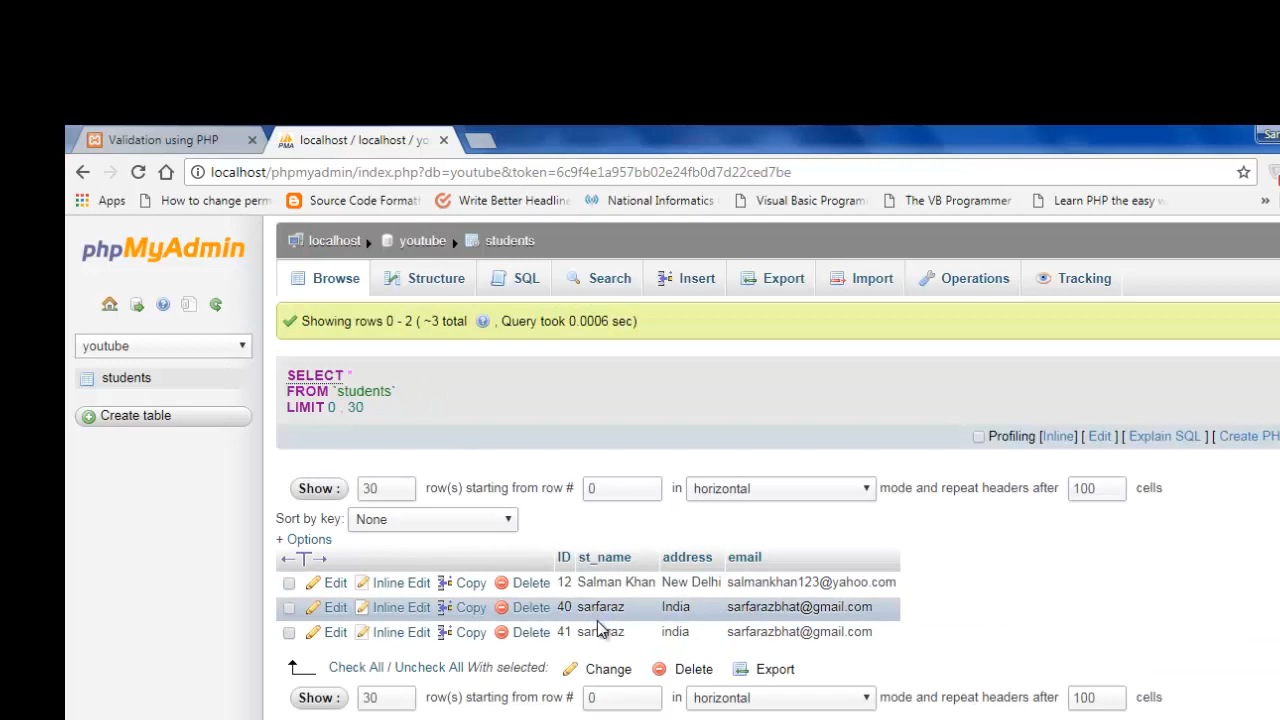 Validation using PHP
localhost / localhost / yo
San
localhost/phpmyadmin/index.php?db=youtube&token=6c9f4e1a957bb02e24fb0d7d22ced7be
Apps How to change perm Source Code Formatt Write Better Headline National Informatics Visual Basic Program The VB Programmer Learn PHP the easy w »
phpMyAdmin
localhost youtube students
Browse Structure SQL Search Insert Export Import Operations Tracking
Showing rows 0 - 2 ( ~3 total , Query took 0.0006 sec)
youtube
students
Create table
SELECT *
FROM `students`
LIMIT 0 , 30
Profiling [Inline] [ Edit ] [ Explain SQL ] [ Create PH
Show : 30 row(s) starting from row # 0 in horizontal mode and repeat headers after 100 cells
Sort by key: None
+ Options
←T→ ID st_name address email
Edit Inline Edit Copy Delete 12 Salman Khan New Delhi salmankhan123@yahoo.com
Edit Inline Edit Copy Delete 40 sarfaraz India sarfarazbhat@gmail.com
Edit Inline Edit Copy Delete 41 sarfaraz india sarfarazbhat@gmail.com
Check All / Uncheck All With selected: Change Delete Export
Show : 30 row(s) starting from row # 0 in horizontal mode and repeat headers after 100 cells